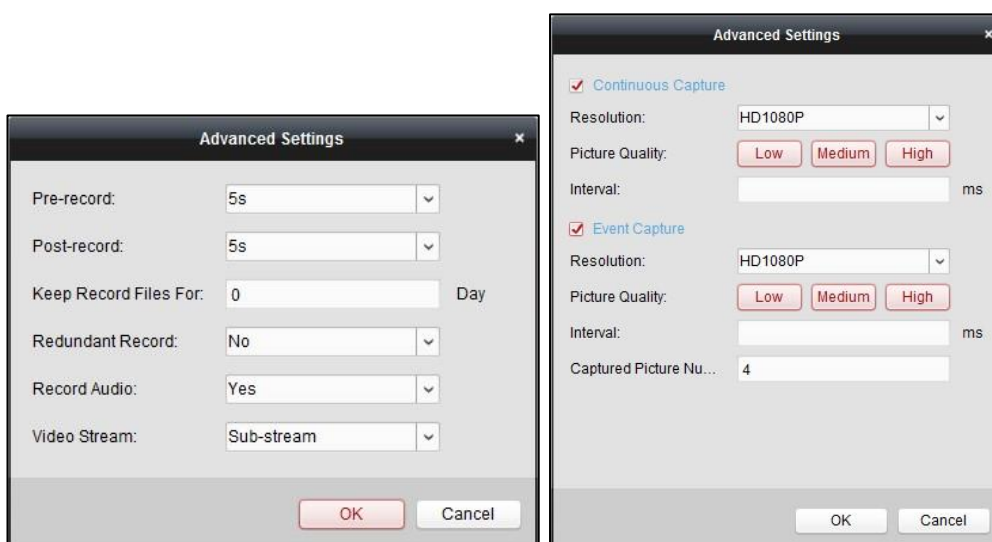 Advanced Settings ×
Pre-record: 5s
Post-record: 5s
Keep Record Files For: 0 Day
Redundant Record: No
Record Audio: Yes
Video Stream: Sub-stream
OK Cancel
Advanced Settings ×
Continuous Capture
Resolution: HD1080P
Picture Quality: Low Medium High
Interval: ms
Event Capture
Resolution: HD1080P
Picture Quality: Low Medium High
Interval: ms
Captured Picture Nu... 4
OK Cancel